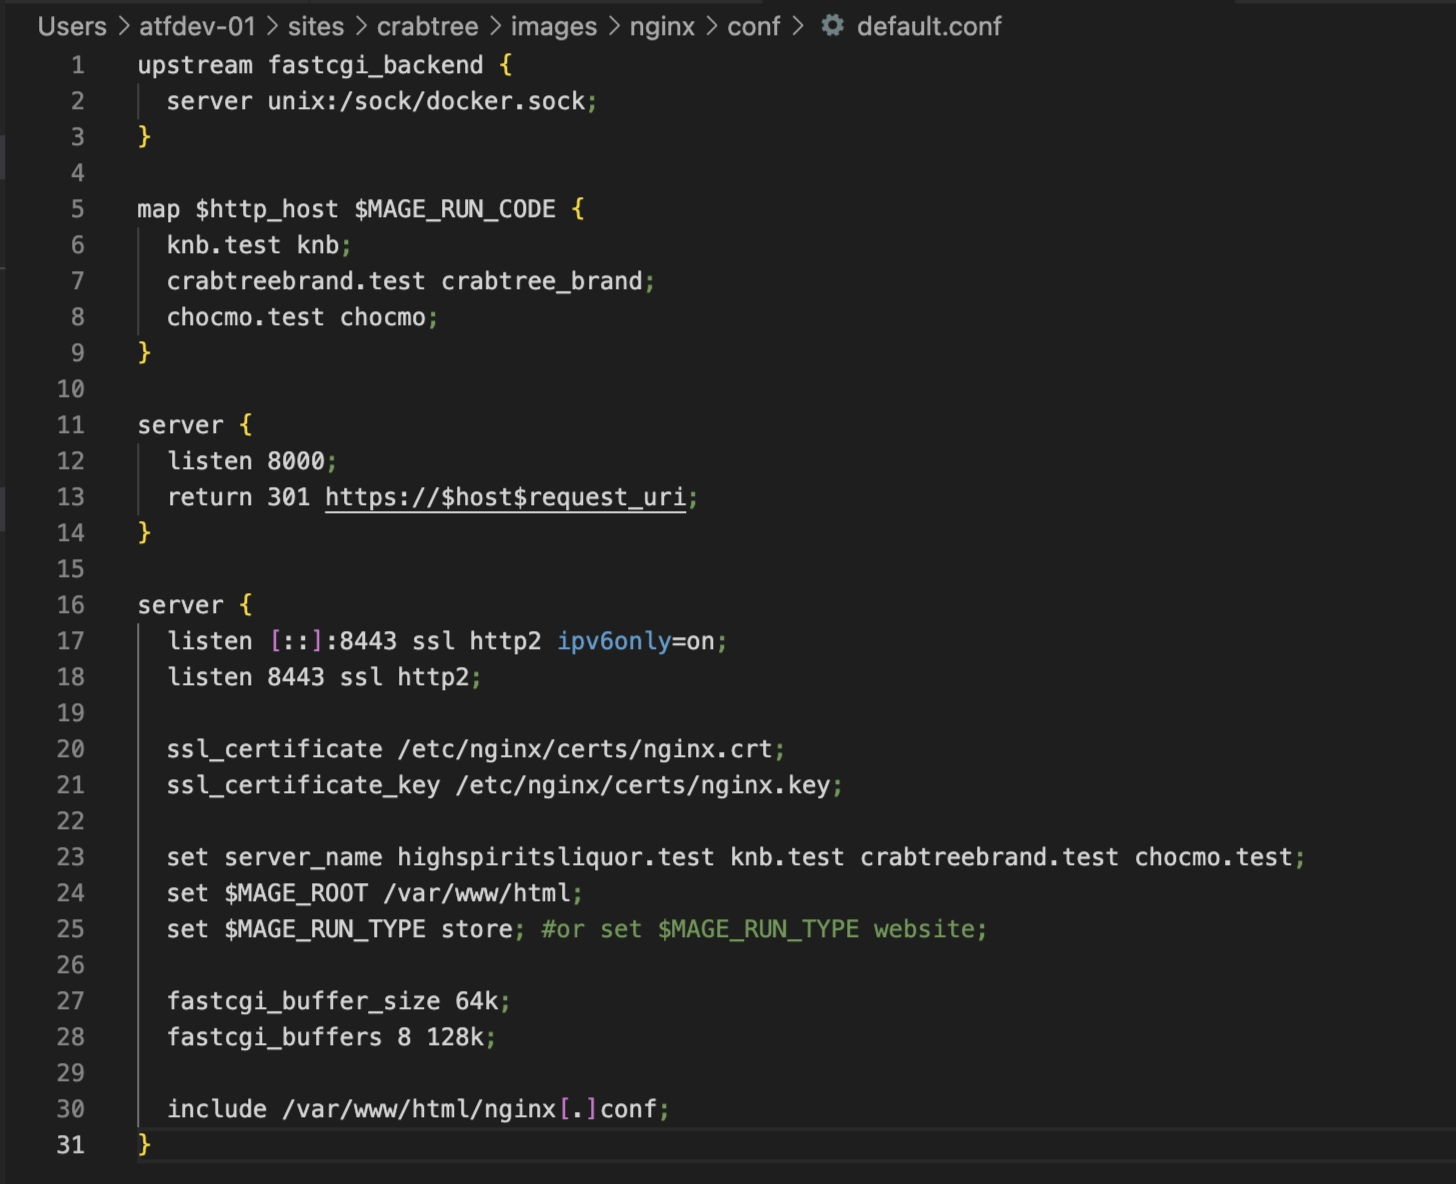 Users > atfdev-01 > sites > crabtree > images > nginx > conf > default.conf
1 upstream fastcgi_backend {
2 server unix:/sock/docker.sock;
3 }
4
5 map $http_host $MAGE_RUN_CODE {
6 knb.test knb;
7 crabtreebrand.test crabtree_brand;
8 chocmo.test chocmo;
9 }
10
11 server {
12 listen 8000;
13 return 301 https://$host$request_uri;
14 }
15
16 server {
17 listen [::]:8443 ssl http2 ipv6only=on;
18 listen 8443 ssl http2;
19
20 ssl_certificate /etc/nginx/certs/nginx.crt;
21 ssl_certificate_key /etc/nginx/certs/nginx.key;
22
23 set server_name highspiritsliquor.test knb.test crabtreebrand.test chocmo.test;
24 set $MAGE_ROOT /var/www/html;
25 set $MAGE_RUN_TYPE store; #or set $MAGE_RUN_TYPE website;
26
27 fastcgi_buffer_size 64k;
28 fastcgi_buffers 8 128k;
29
30 include /var/www/html/nginx[.]conf;
31 }